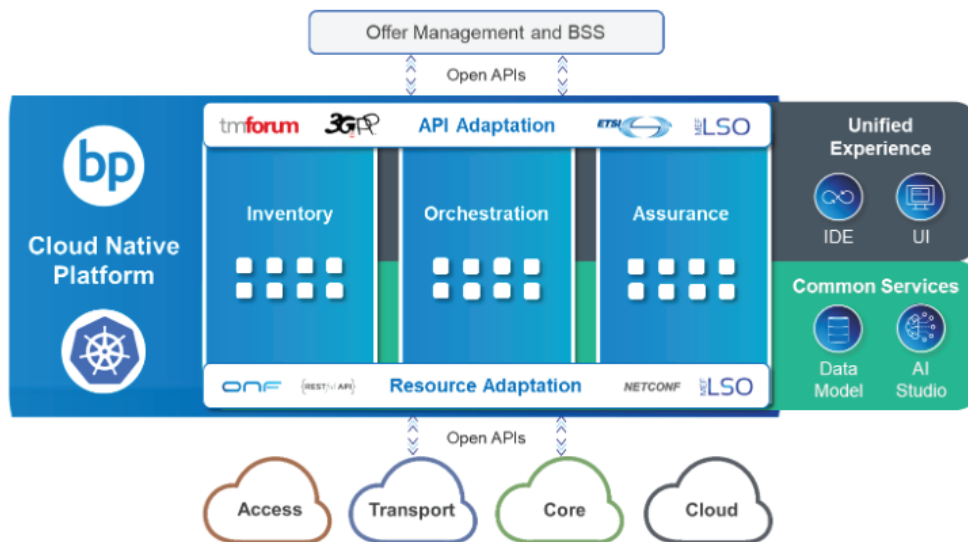 Offer Management and BSS
Open APIs
tmforum 3GPP API Adaptation ETSI MEF LSO
bp
Cloud Native
Platform
Inventory
Orchestration
Assurance
Unified
Experience
IDE UI
Common Services
Data
Model
AI
Studio
ONF {RESTful API} Resource Adaptation NETCONF MEF LSO
Open APIs
Access
Transport
Core
Cloud